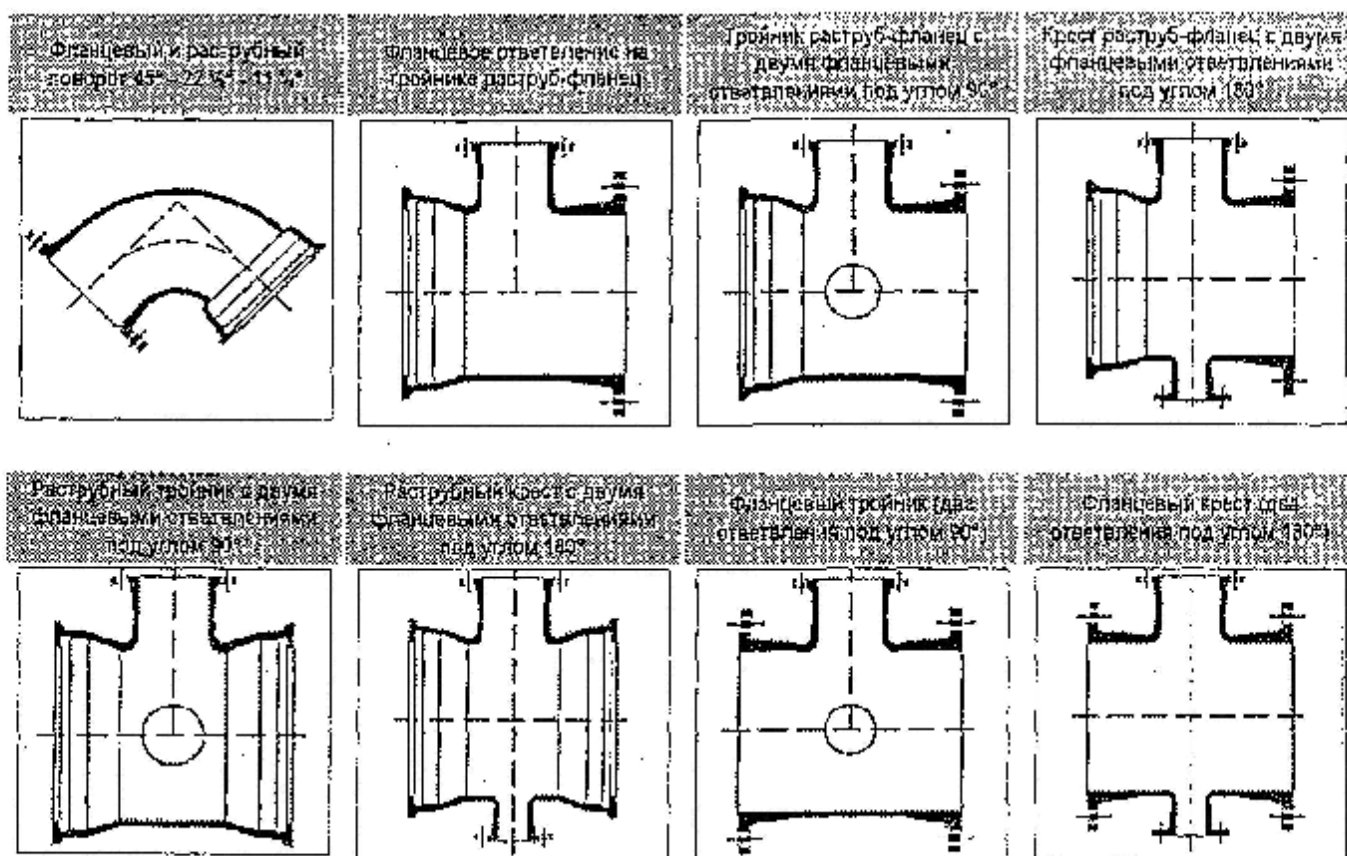 Фланцевый и раструбный
поворот 45° – 22 ½° - 11 ¼°
Фланцевое ответвление на
тройнике раструб-фланец
Тройник раструб-фланец с
двумя фланцевыми
ответвлениями под углом 90°
Крест раструб-фланец с двумя
фланцевыми ответвлениями
под углом 180°
Раструбный тройник с двумя
фланцевыми ответвлениями
под углом 90°
Раструбный крест с двумя
фланцевыми ответвлениями
под углом 180°
Фланцевый тройник (два
ответвления под углом 90°)
Фланцевый крест (два
ответвления под углом 180°)